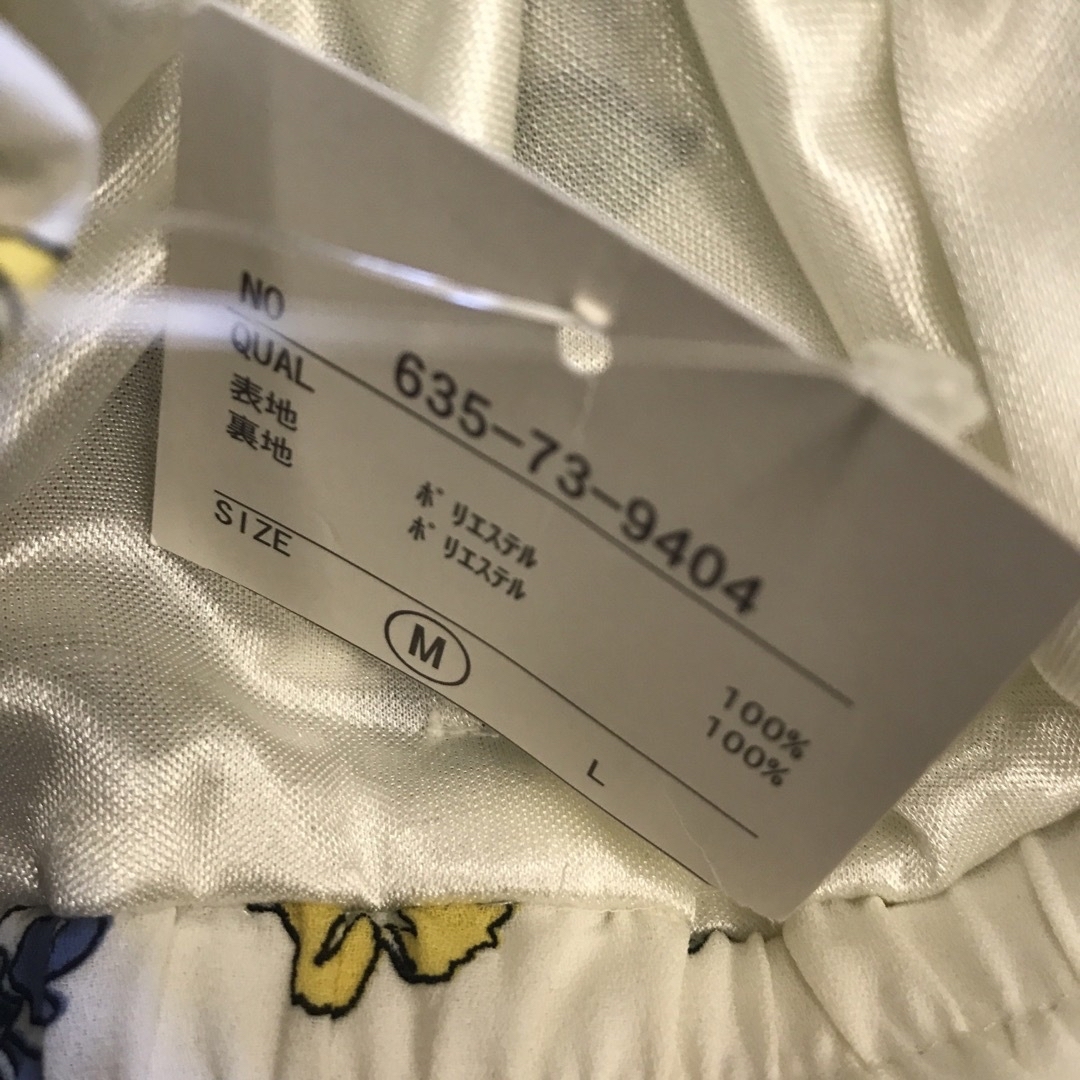 NO 635-73-9404
QUAL
表地 ﾎﾟﾘｴｽﾃﾙ 100%
裏地 ﾎﾟﾘｴｽﾃﾙ 100%
SIZE M L